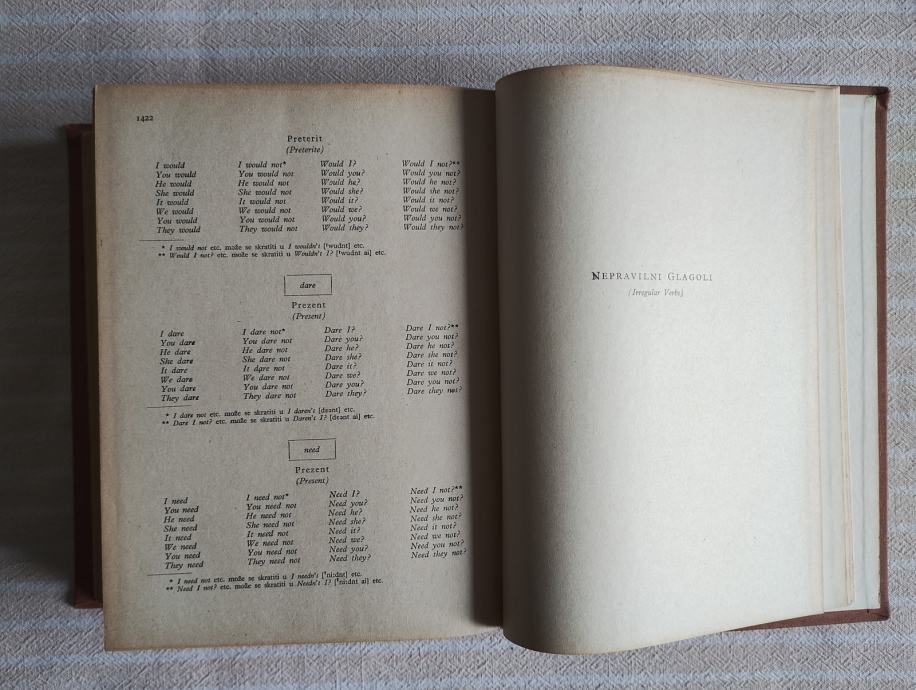 1422
Preterit
(Preterite)
I would I would not* Would I? Would I not?**
You would You would not Would you? Would you not?
He would He would not Would he? Would he not?
She would She would not Would she? Would she not?
It would It would not Would it? Would it not?
We would We would not Would we? Would we not?
You would You would not Would you? Would you not?
They would They would not Would they? Would they not?
* I would not etc. može se skratiti u I wouldn't ['wudnt] etc.
** Would I not? etc. može se skratiti u Wouldn't I? ['wudnt ai] etc.
dare
Prezent
(Present)
I dare I dare not* Dare I? Dare I not?**
You dare You dare not Dare you? Dare you not?
He dare He dare not Dare he? Dare he not?
She dare She dare not Dare she? Dare she not?
It dare It dare not Dare it? Dare it not?
We dare We dare not Dare we? Dare we not?
You dare You dare not Dare you? Dare you not?
They dare They dare not Dare they? Dare they not?
* I dare not etc. može se skratiti u I daren't [dɛənt] etc.
** Dare I not? etc. može se skratiti u Daren't I? [dɛənt ai] etc.
need
Prezent
(Present)
I need I need not* Need I? Need I not?**
You need You need not Need you? Need you not?
He need He need not Need he? Need he not?
She need She need not Need she? Need she not?
It need It need not Need it? Need it not?
We need We need not Need we? Need we not?
You need You need not Need you? Need you not?
They need They need not Need they? Need they not?
* I need not etc. može se skratiti u I needn't ['ni:dnt] etc.
** Need I not? etc. može se skratiti u Needn't I? ['ni:dnt ai] etc.
NEPRAVILNI GLAGOLI
(Irregular Verbs)